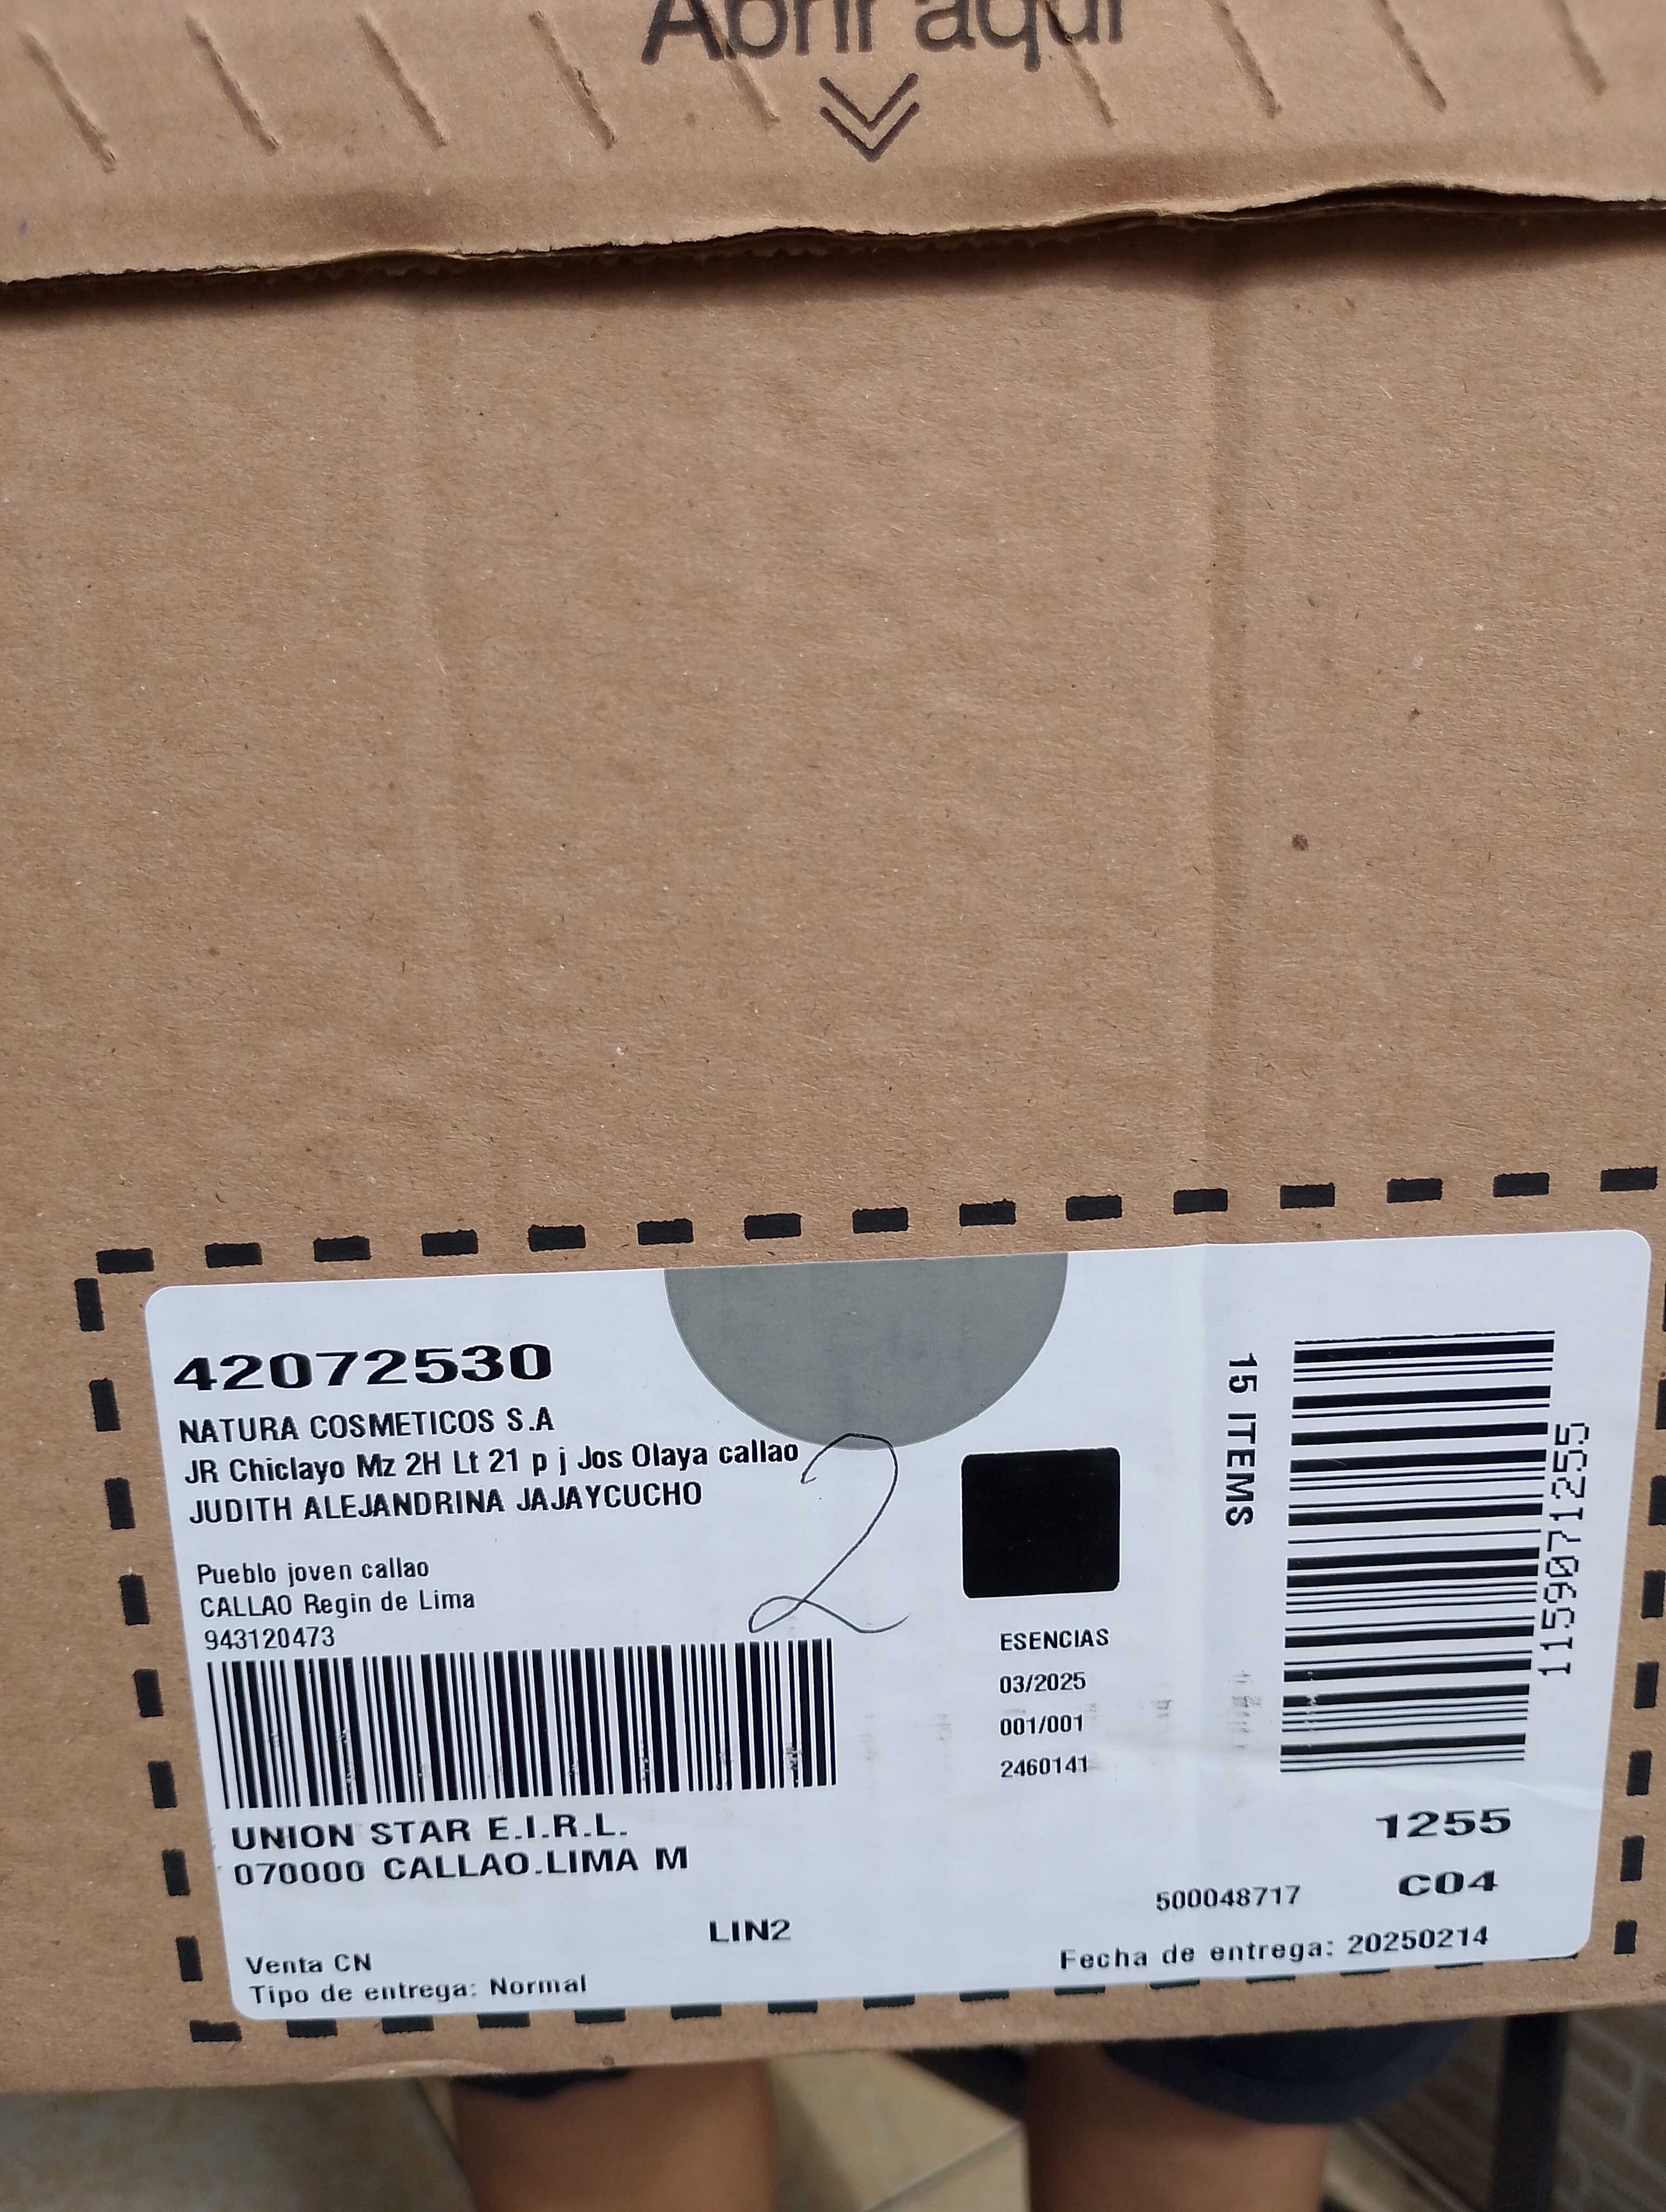 Abrir aquí
42072530
NATURA COSMETICOS S.A
JR Chiclayo Mz 2H Lt 21 p j Jos Olaya callao
JUDITH ALEJANDRINA JAJAYCUCHO
Pueblo joven callao
CALLAO Regin de Lima
943120473
2
UNION STAR E.I.R.L.
070000 CALLAO.LIMA M
LIN2
Venta CN
Tipo de entrega: Normal
ESENCIAS
03/2025
001/001
2460141
15 ITEMS
1159071255
1255
C04
500048717
Fecha de entrega: 20250214